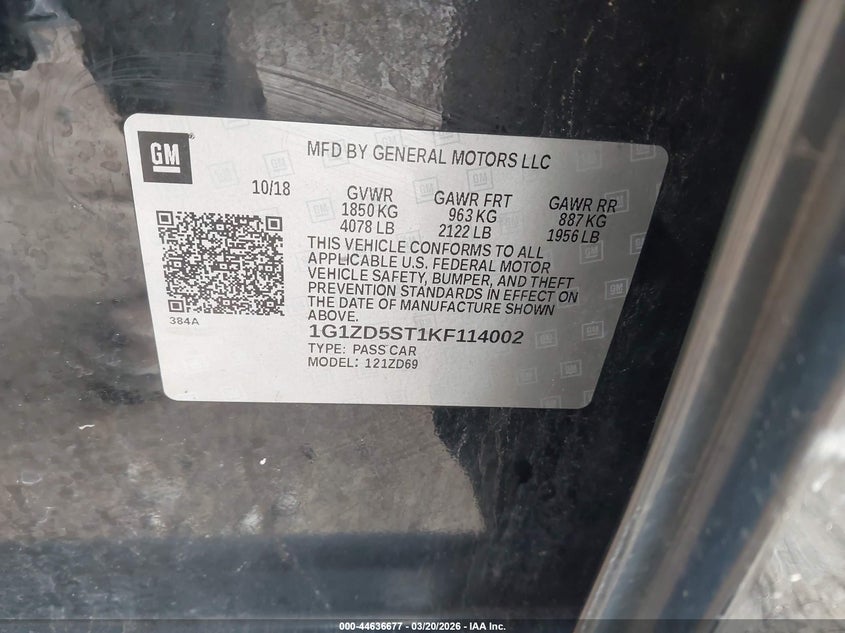 GM
®
MFD BY GENERAL MOTORS LLC
10/18
GVWR
1850 KG
4078 LB
GAWR FRT
963 KG
2122 LB
GAWR RR
887 KG
1956 LB
THIS VEHICLE CONFORMS TO ALL
APPLICABLE U.S. FEDERAL MOTOR
VEHICLE SAFETY, BUMPER, AND THEFT
PREVENTION STANDARDS IN EFFECT ON
THE DATE OF MANUFACTURE SHOWN
ABOVE.
384A
1G1ZD5ST1KF114002
TYPE: PASS CAR
MODEL: 121ZD69
000-44636677 - 03/20/2026 - IAA Inc.